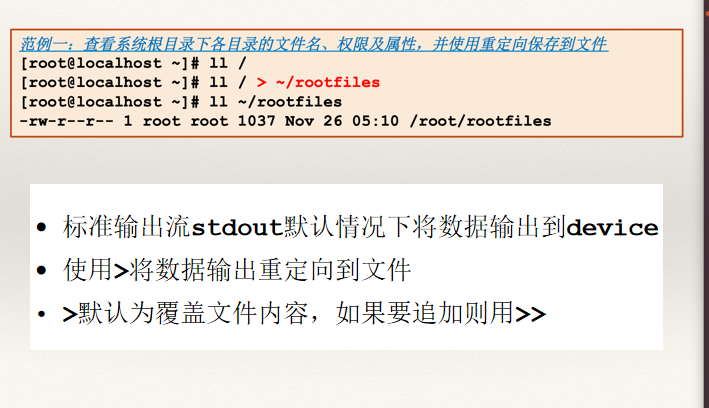 范例一：查看系统根目录下各目录的文件名、权限及属性，并使用重定向保存到文件
[root@localhost ~]# ll /
[root@localhost ~]# ll / > ~/rootfiles
[root@localhost ~]# ll ~/rootfiles
-rw-r--r-- 1 root root 1037 Nov 26 05:10 /root/rootfiles
• 标准输出流stdout默认情况下将数据输出到device
• 使用>将数据输出重定向到文件
• >默认为覆盖文件内容，如果要追加则用>>